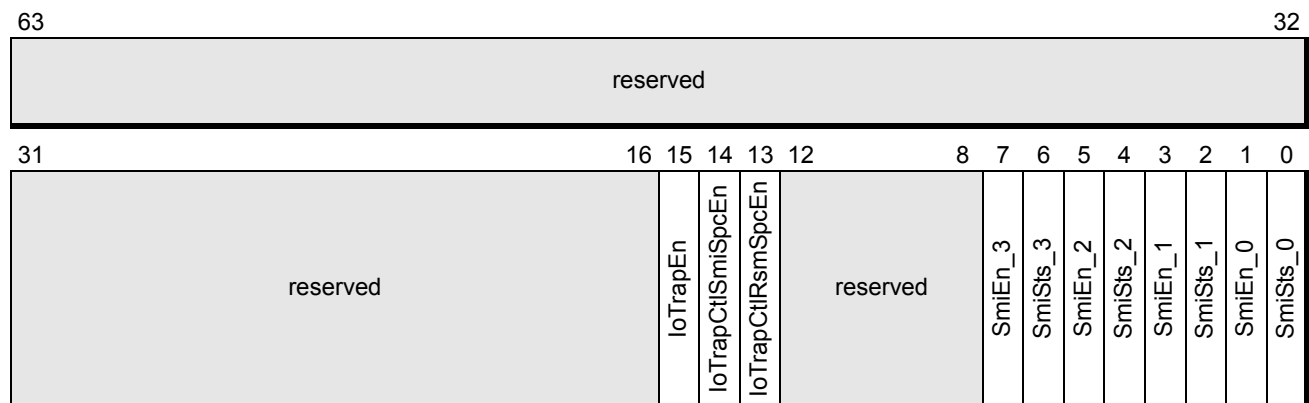 63 32
reserved
31 16 15 14 13 12 8 7 6 5 4 3 2 1 0
reserved
IoTrapEn
IoTrapCtlSmiSpcEn
IoTrapCtlRsmSpcEn
reserved
SmiEn_3
SmiSts_3
SmiEn_2
SmiSts_2
SmiEn_1
SmiSts_1
SmiEn_0
SmiSts_0